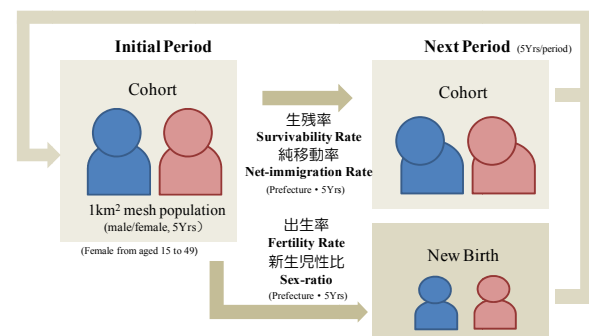 Initial Period
Next Period (5Yrs/period)
Cohort
1km² mesh population
(male/female, 5Yrs）
(Female from aged 15 to 49)
生残率
Survivability Rate
純移動率
Net-immigration Rate
(Prefecture・5Yrs)
出生率
Fertility Rate
新生児性比
Sex-ratio
(Prefecture・5Yrs)
Cohort
New Birth